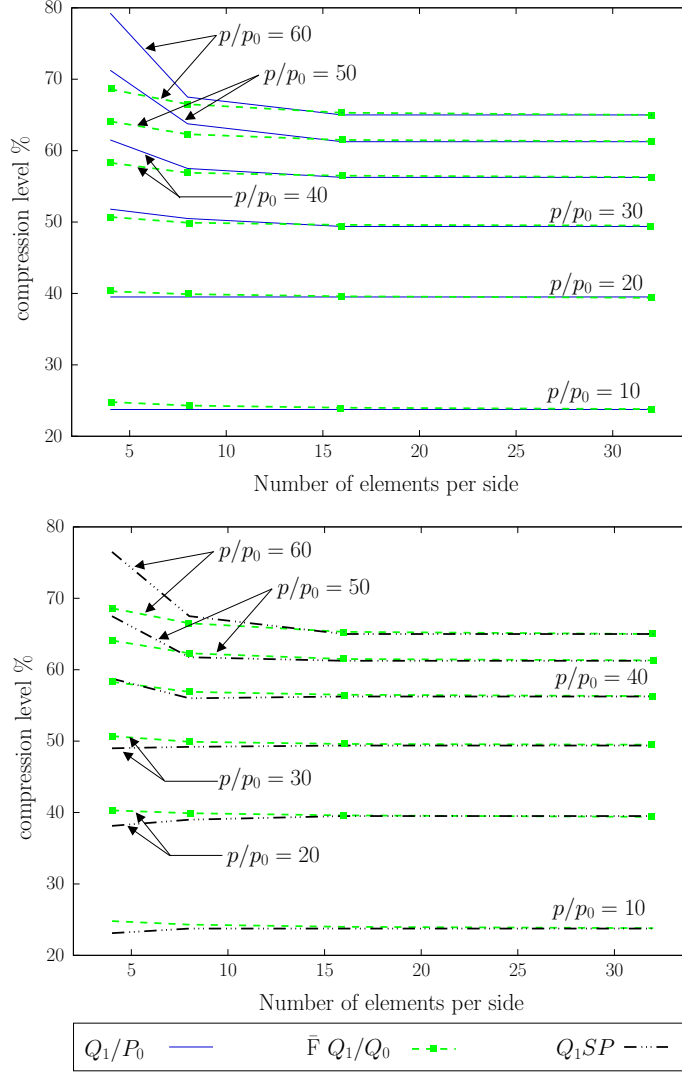 80
70
60
50
40
30
20
compression level %
p/p₀ = 60
p/p₀ = 50
p/p₀ = 40
p/p₀ = 30
p/p₀ = 20
p/p₀ = 10
5 10 15 20 25 30
Number of elements per side
80
70
60
50
40
30
20
compression level %
p/p₀ = 60
p/p₀ = 50
p/p₀ = 40
p/p₀ = 30
p/p₀ = 20
p/p₀ = 10
5 10 15 20 25 30
Number of elements per side
Q₁/P₀ F̄ Q₁/Q₀ Q₁SP